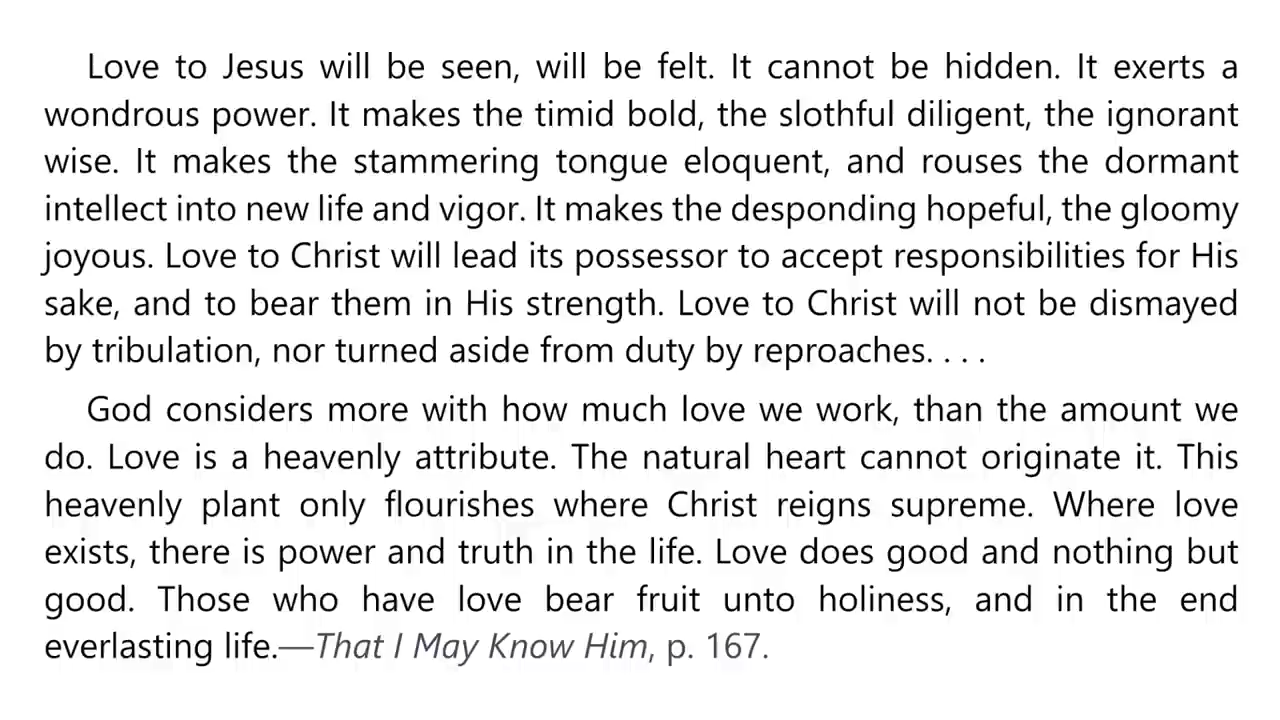 Love to Jesus will be seen, will be felt. It cannot be hidden. It exerts a
wondrous power. It makes the timid bold, the slothful diligent, the ignorant
wise. It makes the stammering tongue eloquent, and rouses the dormant
intellect into new life and vigor. It makes the desponding hopeful, the gloomy
joyous. Love to Christ will lead its possessor to accept responsibilities for His
sake, and to bear them in His strength. Love to Christ will not be dismayed
by tribulation, nor turned aside from duty by reproaches. . . .
God considers more with how much love we work, than the amount we
do. Love is a heavenly attribute. The natural heart cannot originate it. This
heavenly plant only flourishes where Christ reigns supreme. Where love
exists, there is power and truth in the life. Love does good and nothing but
good. Those who have love bear fruit unto holiness, and in the end
everlasting life.—That I May Know Him, p. 167.